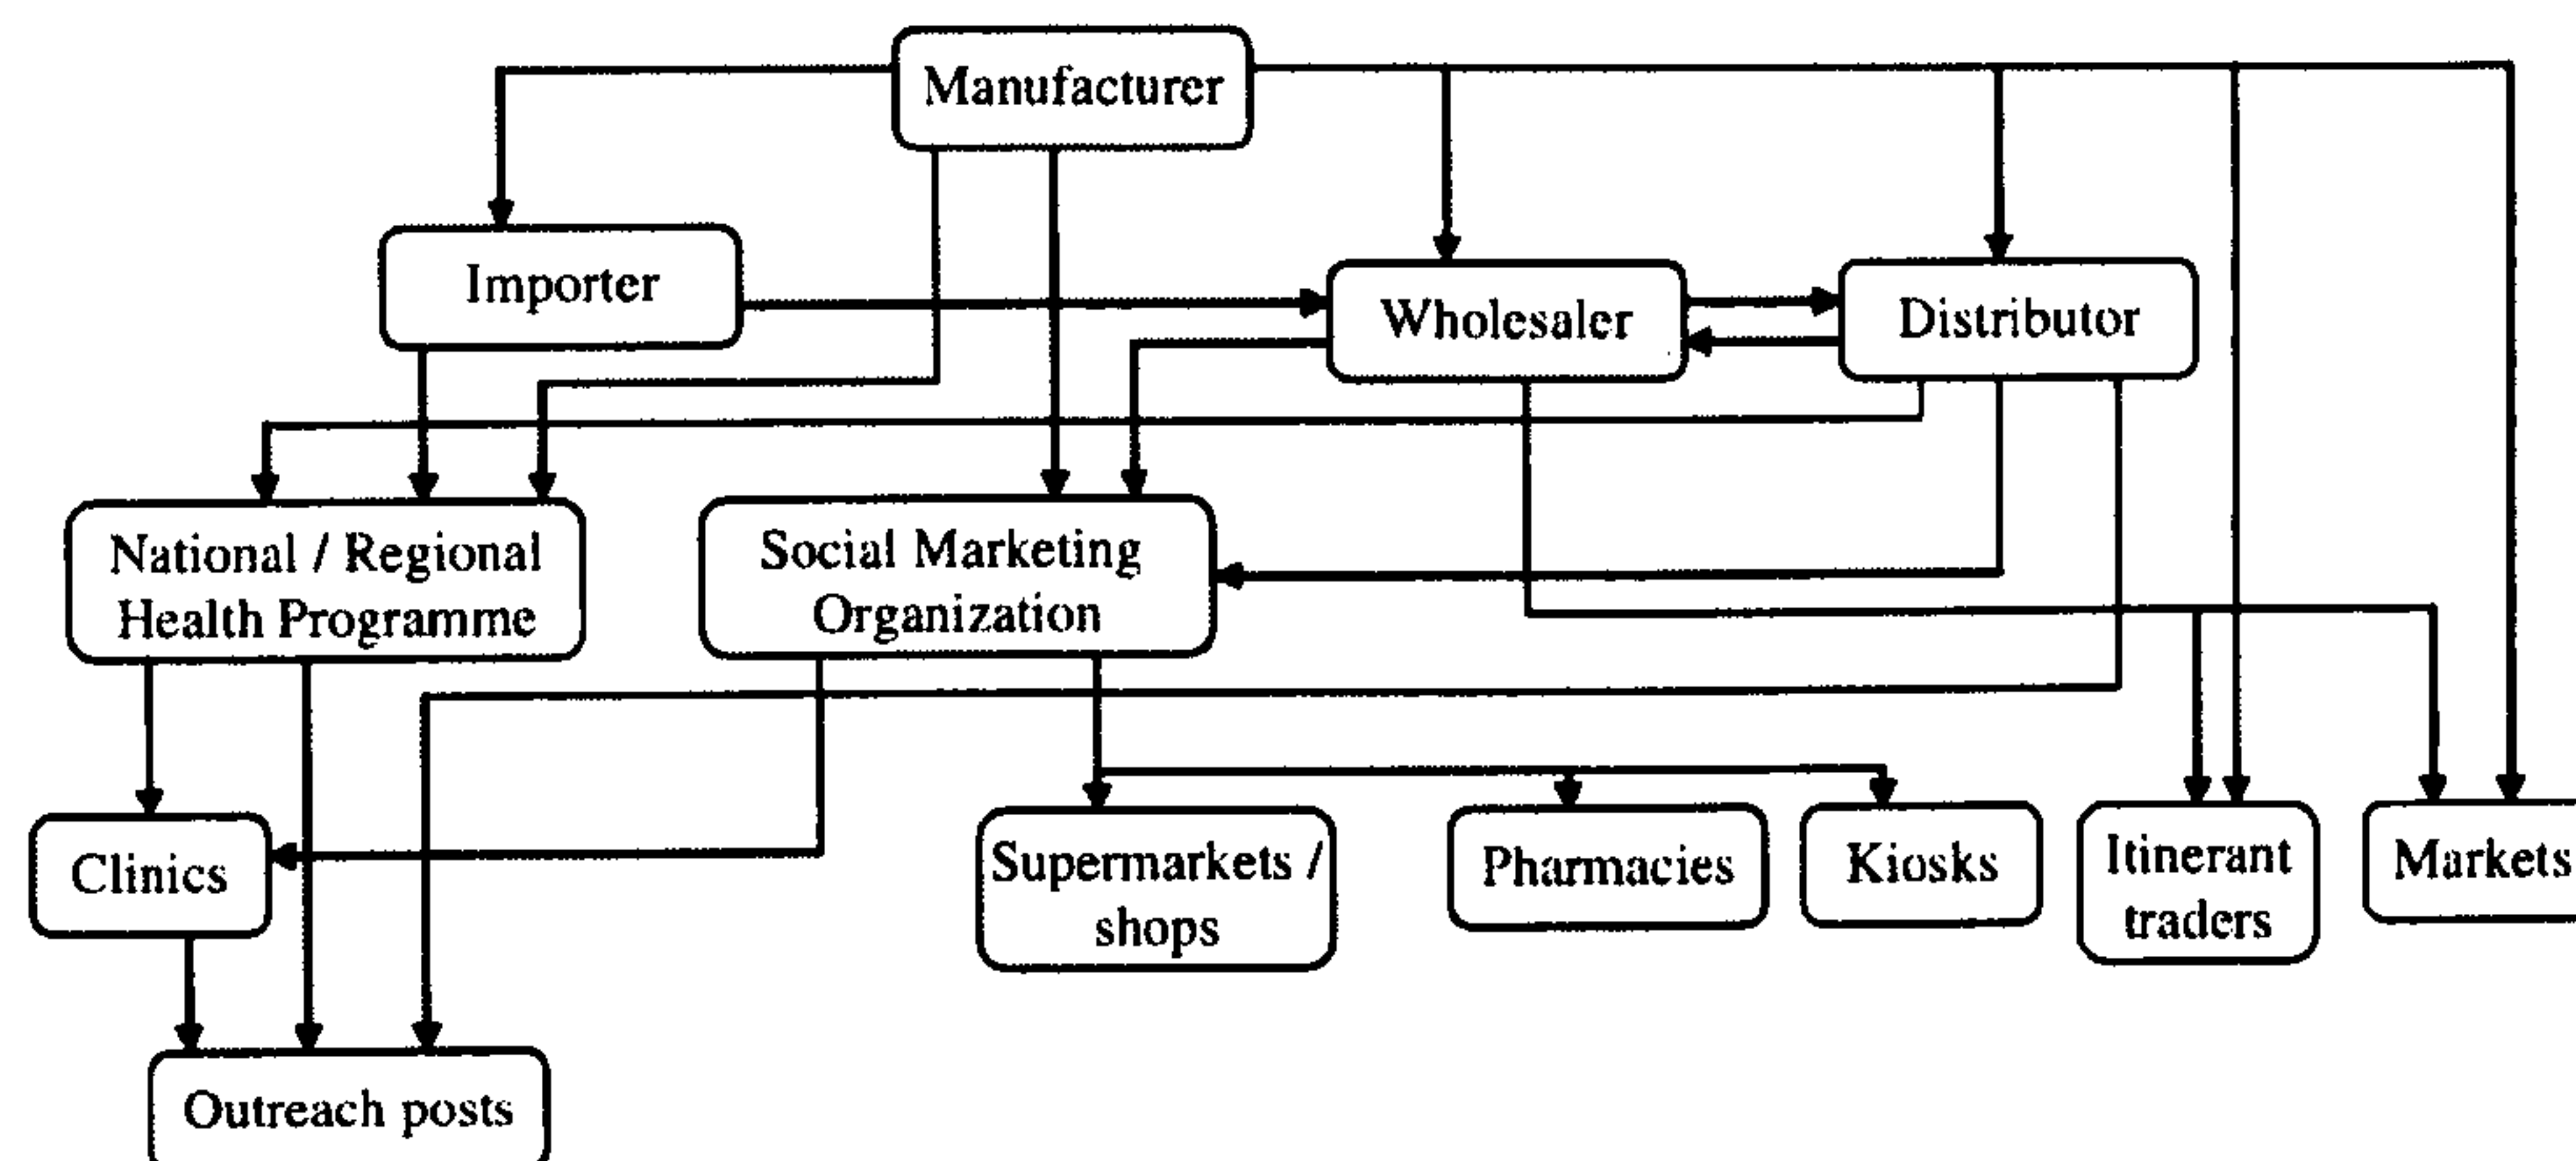 Manufacturer
Importer
Wholesaler
Distributor
National / Regional
Health Programme
Social Marketing
Organization
Clinics
Supermarkets /
shops
Pharmacies
Kiosks
Itinerant
traders
Markets
Outreach posts